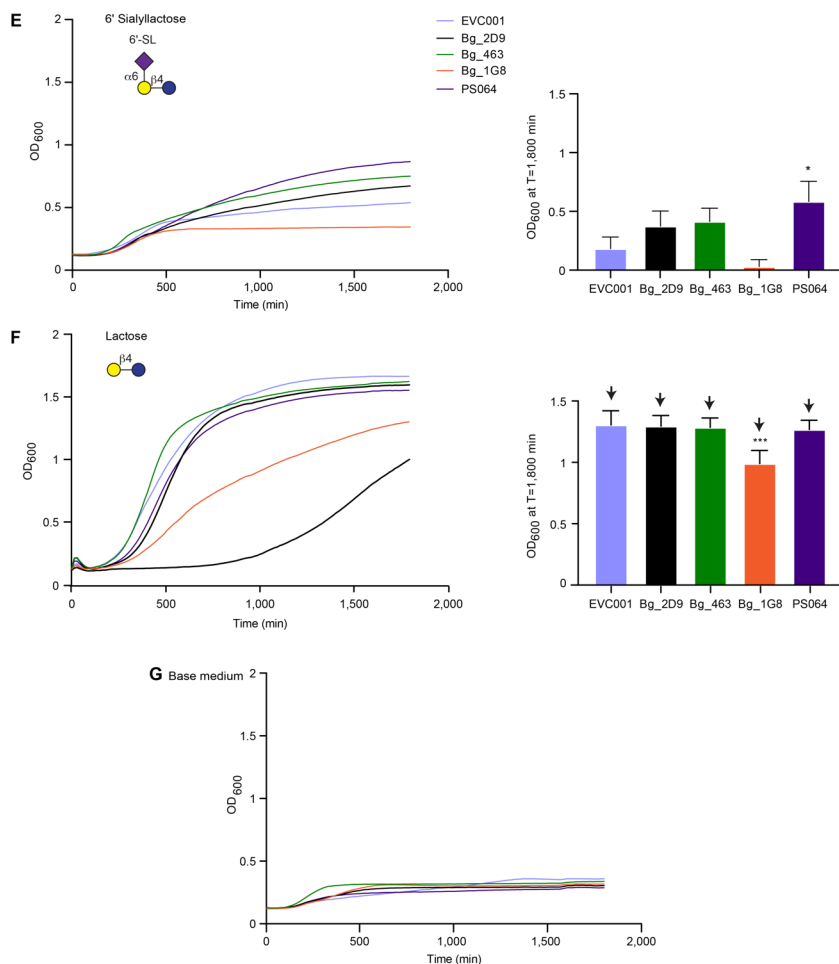 E
6' Sialyllactose
6'-SL
α6
β4
EVC001
Bg_2D9
Bg_463
Bg_1G8
PS064
OD600
2
1.5
1
0.5
0
0
500
1,000
1,500
2,000
Time (min)
OD600 at T=1,800 min
1.5
1
0.5
0
*
EVC001
Bg_2D9
Bg_463
Bg_1G8
PS064
F
Lactose
β4
OD600
2
1.5
1
0.5
0
0
500
1,000
1,500
2,000
Time (min)
OD600 at T=1,800 min
1.5
1
1.5
0
***
EVC001
Bg_2D9
Bg_463
Bg_1G8
PS064
G Base medium
OD600
2
1.5
1
0.5
0
0
500
1,000
1,500
2,000
Time (min)